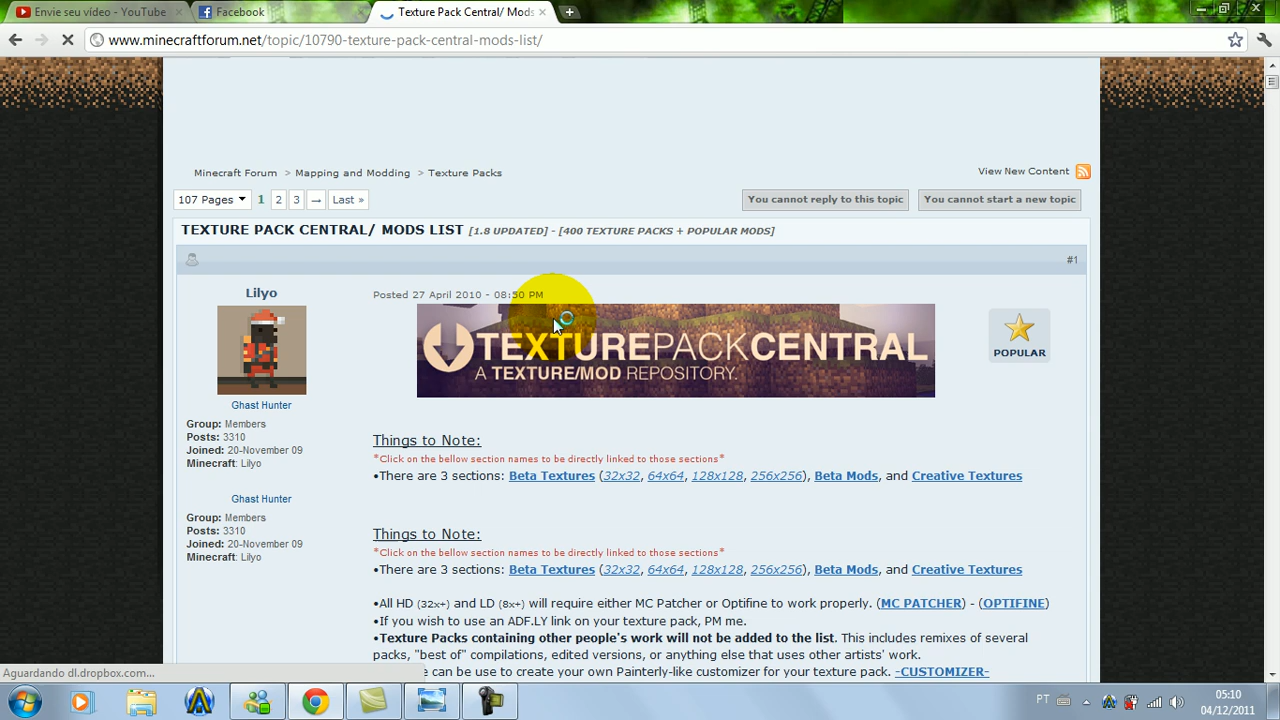 Envie seu vídeo - YouTube
Facebook
Texture Pack Central/ Mods
www.minecraftforum.net/topic/10790-texture-pack-central-mods-list/
Minecraft Forum > Mapping and Modding > Texture Packs
View New Content
107 Pages 1 2 3 → Last »
You cannot reply to this topic
You cannot start a new topic
TEXTURE PACK CENTRAL/ MODS LIST [1.8 UPDATED] - [400 TEXTURE PACKS + POPULAR MODS]
#1
Lilyo
Posted 27 April 2010 - 08:50 PM
TEXTUREPACKCENTRAL
A TEXTURE/MOD REPOSITORY.
POPULAR
Ghast Hunter
Group: Members
Posts: 3310
Joined: 20-November 09
Minecraft: Lilyo
Things to Note:
*Click on the bellow section names to be directly linked to those sections*
•There are 3 sections: Beta Textures (32x32, 64x64, 128x128, 256x256), Beta Mods, and Creative Textures
Ghast Hunter
Group: Members
Posts: 3310
Joined: 20-November 09
Minecraft: Lilyo
Things to Note:
*Click on the bellow section names to be directly linked to those sections*
•There are 3 sections: Beta Textures (32x32, 64x64, 128x128, 256x256), Beta Mods, and Creative Textures
•All HD (32x+) and LD (8x+) will require either MC Patcher or Optifine to work properly. (MC PATCHER) - (OPTIFINE)
•If you wish to use an ADF.LY link on your texture pack, PM me.
•Texture Packs containing other people's work will not be added to the list. This includes remixes of several
packs, "best of" compilations, edited versions, or anything else that uses other artists' work.
e can be use to create your own Painterly-like customizer for your texture pack. -CUSTOMIZER-
Aguardando dl.dropbox.com...
PT
05:10
04/12/2011